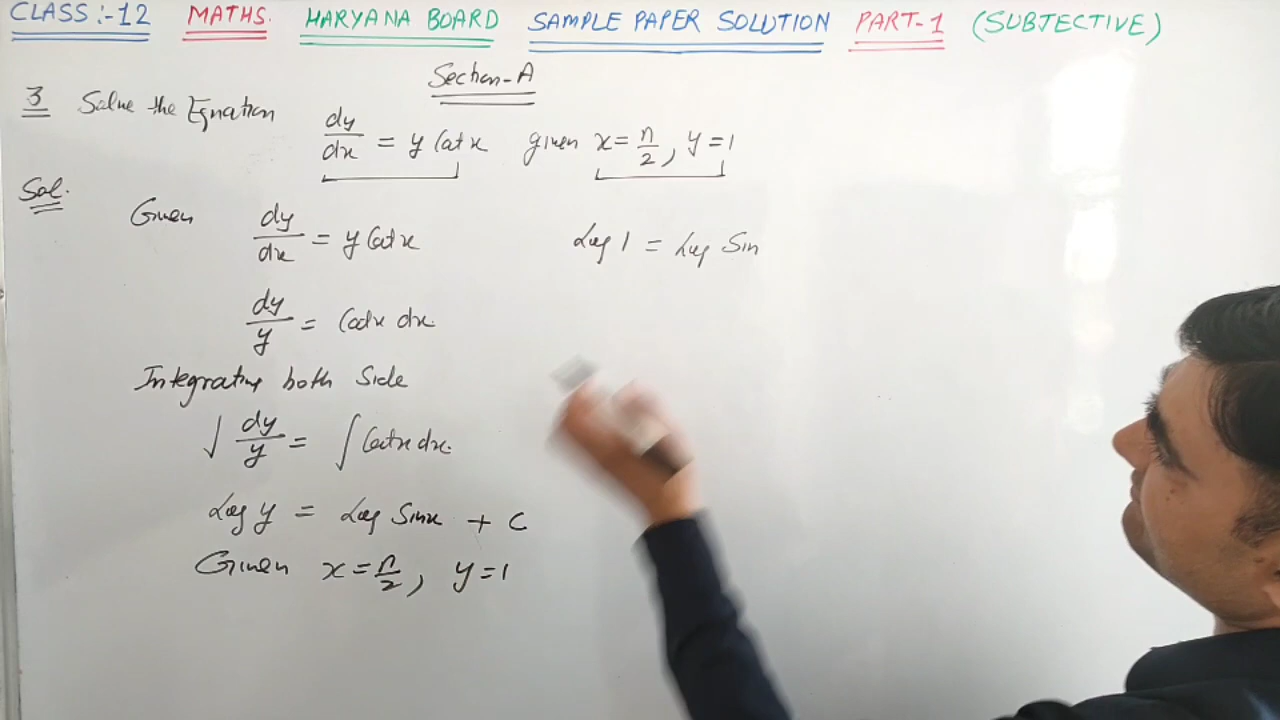 CLASS :- 12 MATHS. HARYANA BOARD SAMPLE PAPER SOLUTION PART-1 (SUBJECTIVE)
Section-A
3 Solve the Equation dy/dx = y Cot x given x = π/2, y = 1
Sol.
Given dy/dx = y Cot x
dy/y = Cotx dx.
Integrating both Side
∫ dy/y = ∫ Cotx dx.
Log y = Log Sinx + C
Given x = π/2, y = 1
Log 1 = Log Sin